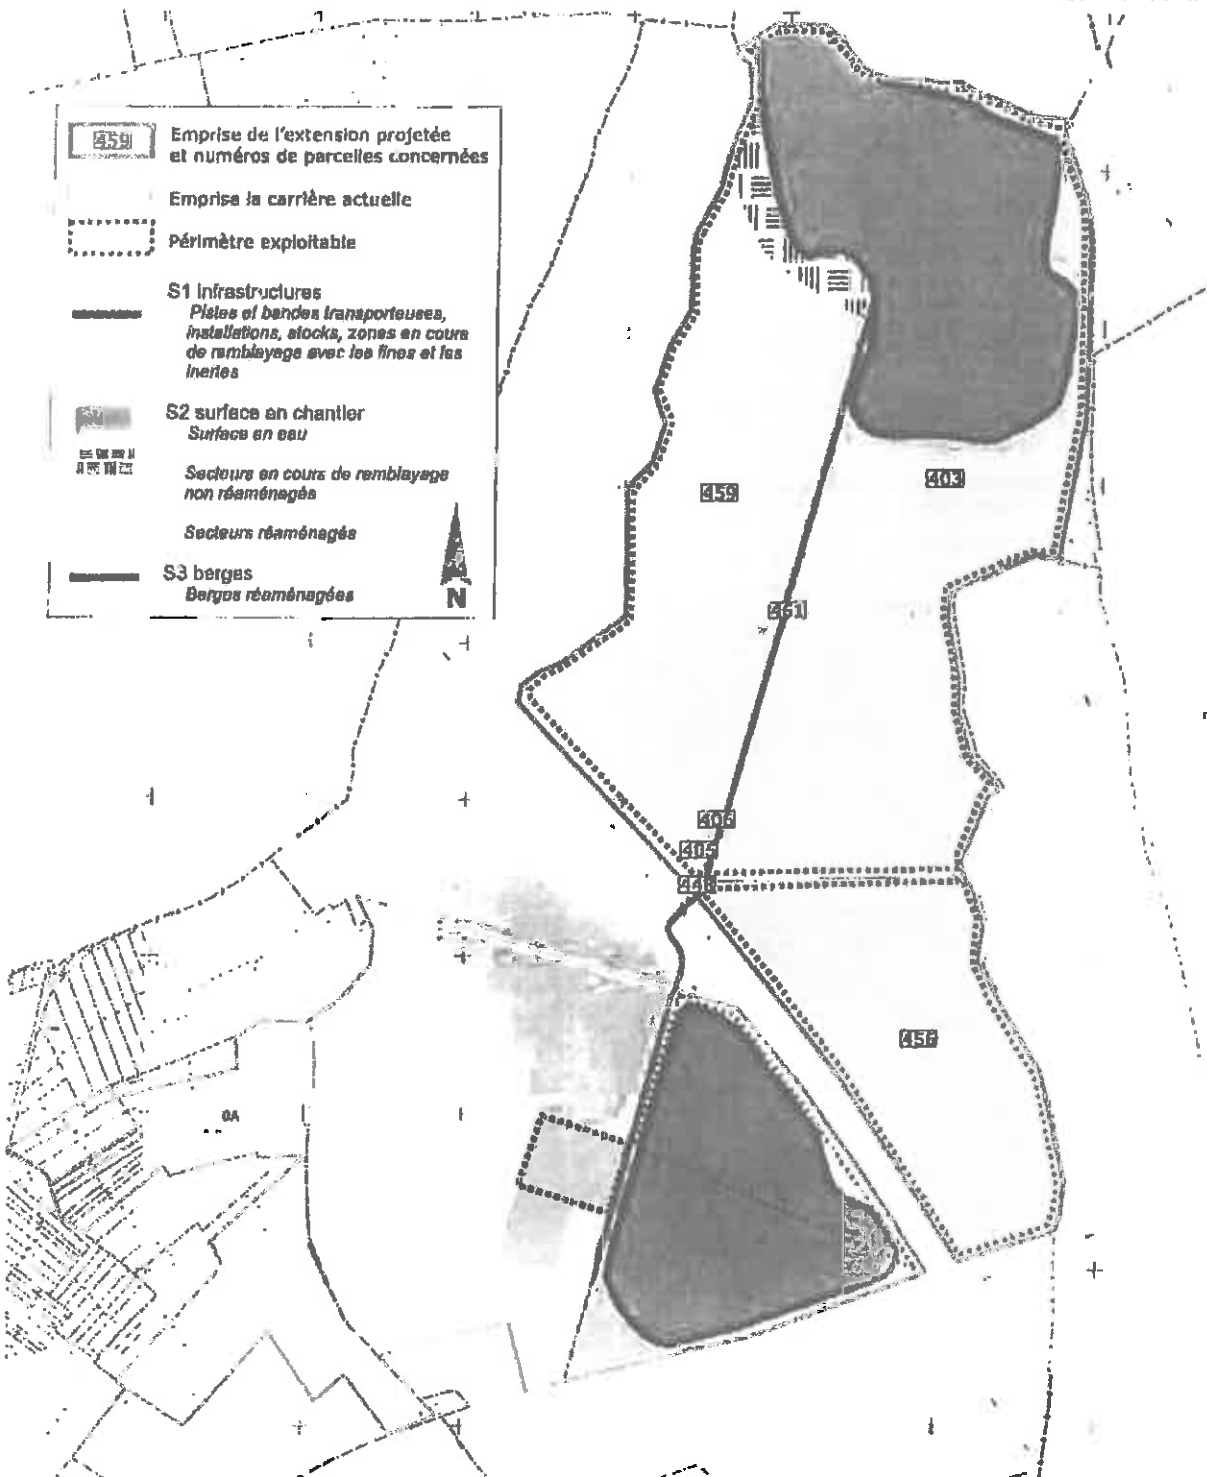 459
Emprise de l'extension projetée
et numéros de parcelles concernées
Emprise la carrière actuelle
Périmètre exploitable
S1 infrastructures
Pistes et bandes transporteuses,
installations, stocks, zones en cours
de remblayage avec les fines et les
inertes
S2 surface en chantier
Surface en eau
Secteurs en cours de remblayage
non réaménagés
Secteurs réaménagés
S3 berges
Berges réaménagées
N
403
459
461
406
405
456
0A